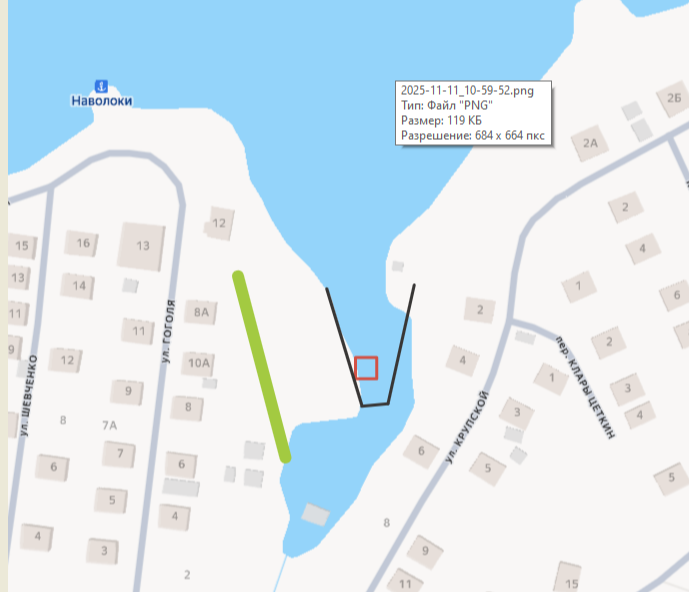 2025-11-11_10-59-52.png
Тип: Файл "PNG"
Размер: 119 КБ
Разрешение: 684 x 664 пкс
Наволоки
2Б
2А
12
2
15
16
13
4
13
14
7
6
11
8А
2
11
ул. ГОГОЛЯ
10А
2
9
12
4
1
пер. КЛАРЫ ЦЕТКИН
ул. ШЕВЧЕНКО
9
3
8
7А
8
3
4
ул. КРУПСКОЙ
6
7
6
6
5
5
5
4
4
3
8
9
2
11
15